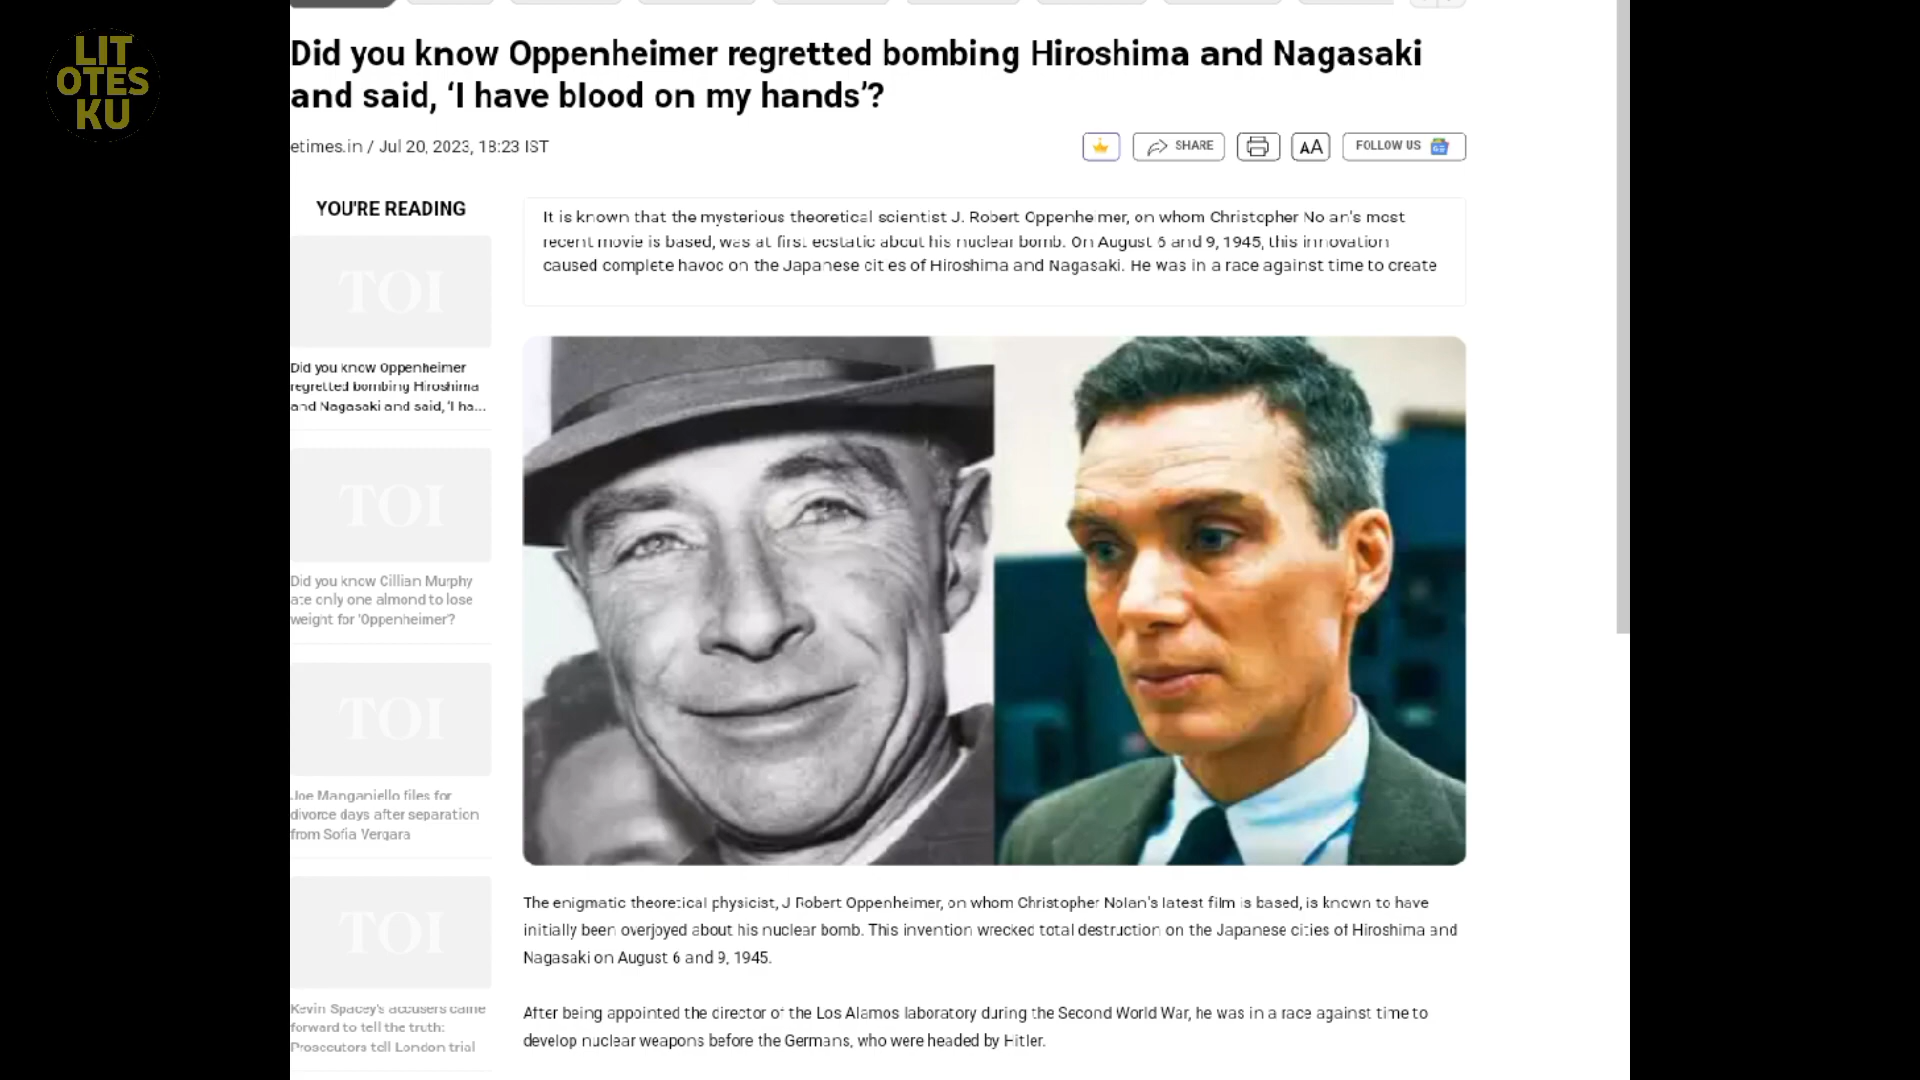 LIT
OTES
KU
Did you know Oppenheimer regretted bombing Hiroshima and Nagasaki
and said, ‘I have blood on my hands’?
etimes.in / Jul 20, 2023, 18:23 IST
SHARE
AA
FOLLOW US
YOU'RE READING
TOI
Did you know Oppenheimer
regretted bombing Hiroshima
and Nagasaki and said, 'I ha...
TOI
Did you know Cillian Murphy
ate only one almond to lose
weight for 'Oppenheimer'?
TOI
Joe Manganiello files for
divorce days after separation
from Sofia Vergara
TOI
Kevin Spacey's accusers came
forward to tell the truth:
Prosecutors tell London trial
It is known that the mysterious theoretical scientist J. Robert Oppenheimer, on whom Christopher Nolan's most
recent movie is based, was at first ecstatic about his nuclear bomb. On August 6 and 9, 1945, this innovation
caused complete havoc on the Japanese cities of Hiroshima and Nagasaki. He was in a race against time to create
The enigmatic theoretical physicist, J Robert Oppenheimer, on whom Christopher Nolan's latest film is based, is known to have
initially been overjoyed about his nuclear bomb. This invention wrecked total destruction on the Japanese cities of Hiroshima and
Nagasaki on August 6 and 9, 1945.
After being appointed the director of the Los Alamos laboratory during the Second World War, he was in a race against time to
develop nuclear weapons before the Germans, who were headed by Hitler.